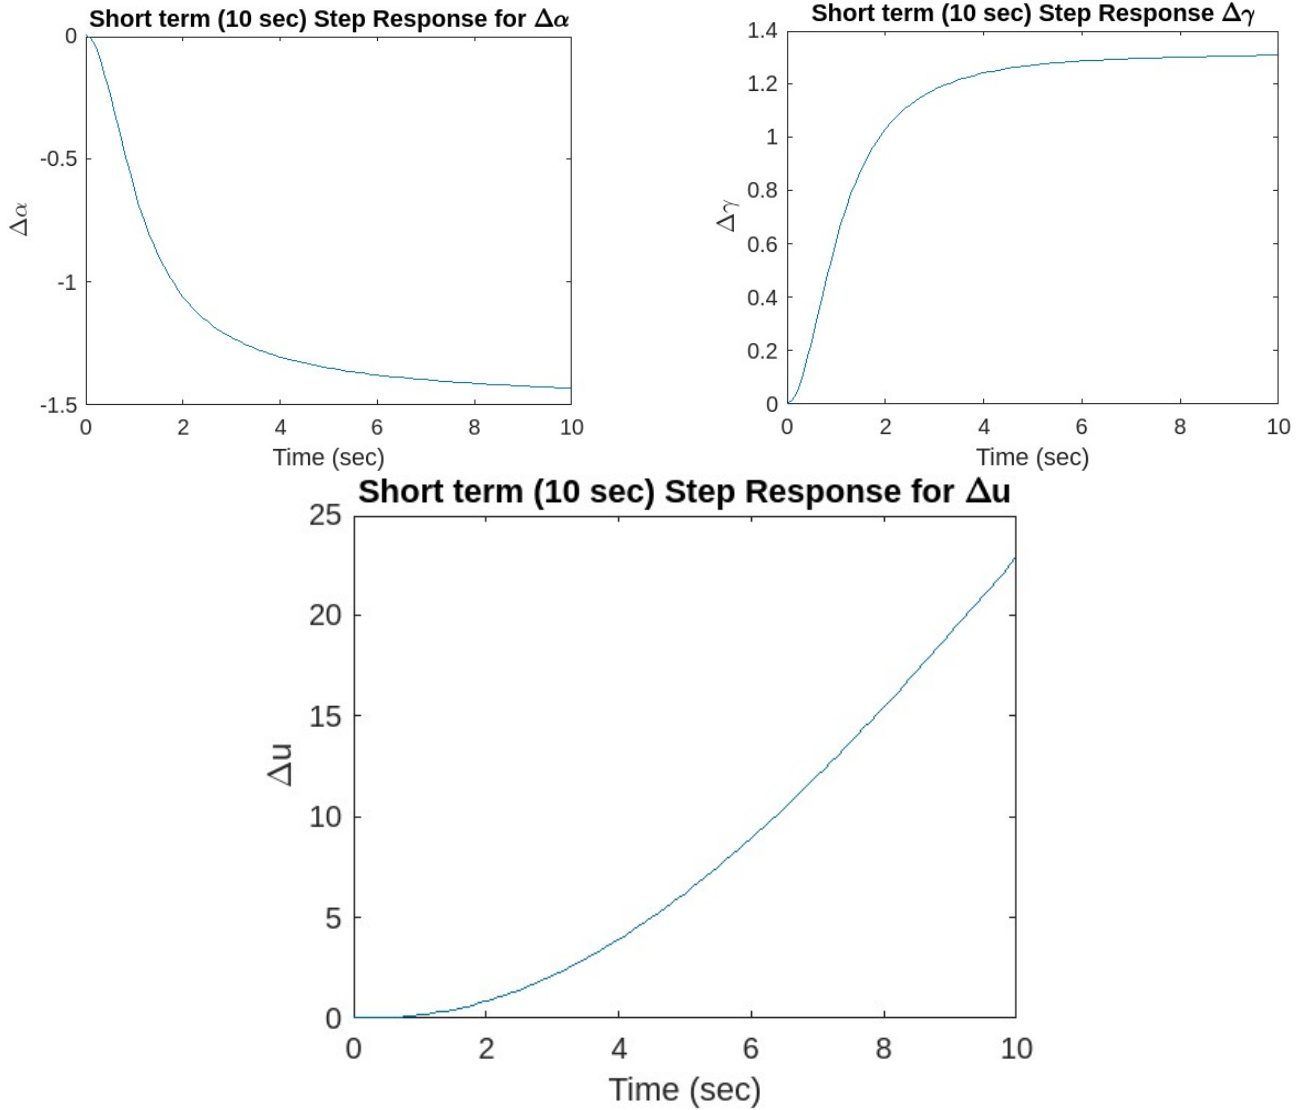 Short term (10 sec) Step Response for Δα
0
-0.5
-1
-1.5
Δα
0 2 4 6 8 10
Time (sec)
Short term (10 sec) Step Response Δγ
1.4
1.2
1
0.8
0.6
0.4
0.2
0
Δγ
0 2 4 6 8 10
Time (sec)
Short term (10 sec) Step Response for Δu
25
20
15
10
5
0
Δu
0 2 4 6 8 10
Time (sec)